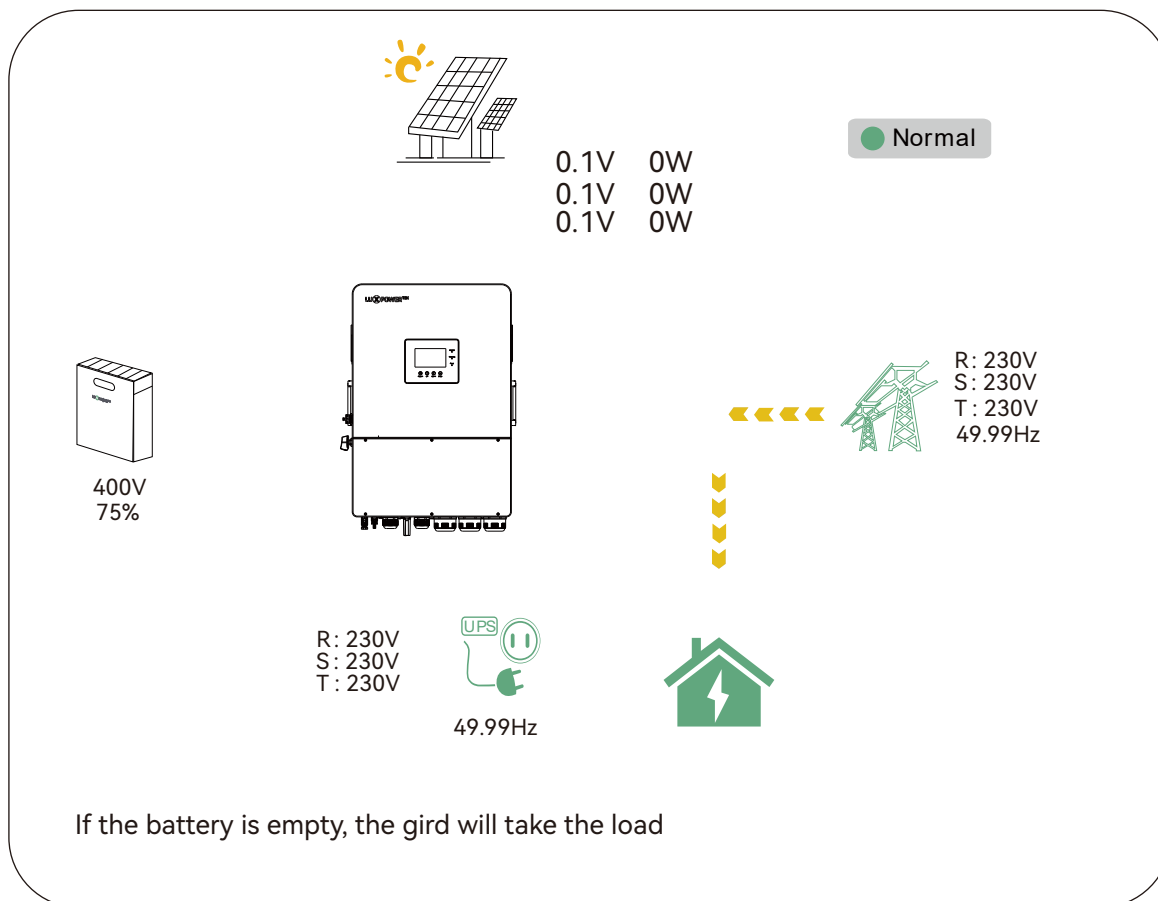 0.1V 0W
0.1V 0W
0.1V 0W
Normal
LUXPOWERTEK
R: 230V
S: 230V
T: 230V
49.99Hz
400V
75%
R: 230V
S: 230V
T: 230V
UPS
49.99Hz
If the battery is empty, the gird will take the load